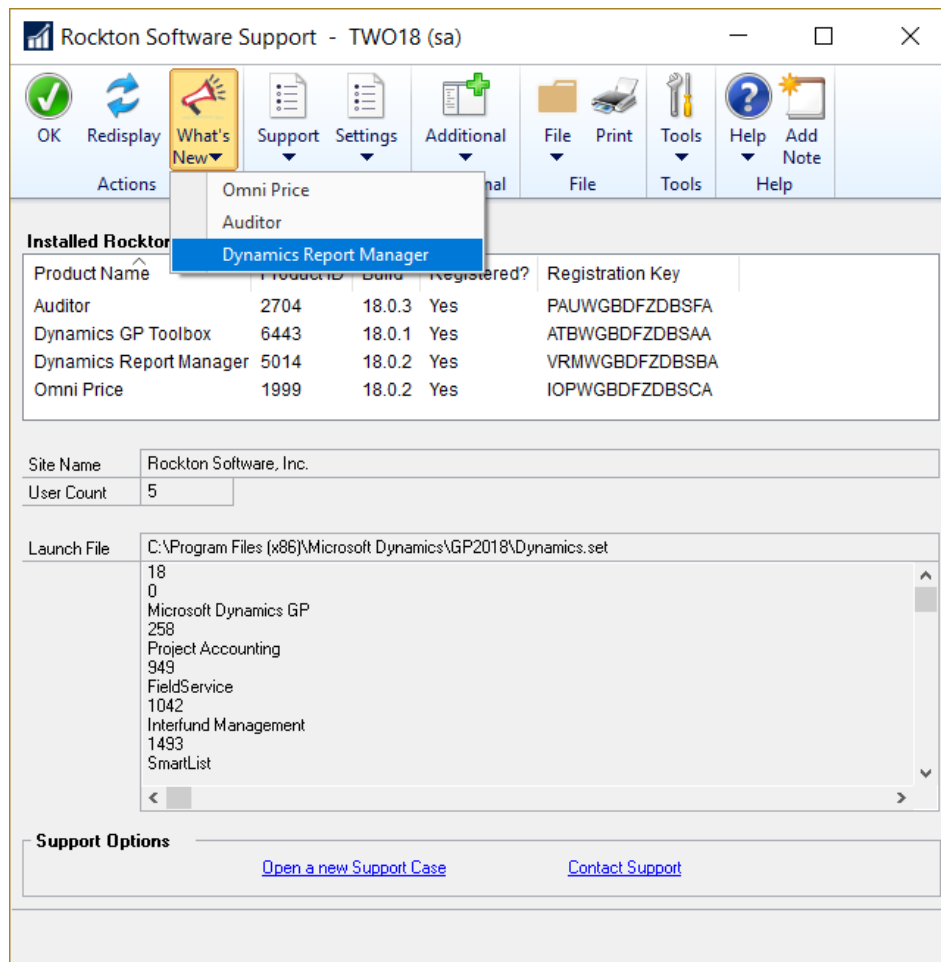 Rockton Software Support  -  TWO18 (sa)
OK Redisplay What's New Support Settings Additional File Print Tools Help Add Note
Actions File Tools Help
Omni Price
Auditor
Dynamics Report Manager
Installed
Product Name Registered? Registration Key
Auditor 2704 18.0.3 Yes PAUWGBDFZDBSFA
Dynamics GP Toolbox 6443 18.0.1 Yes ATBWGBDFZDBSAA
Dynamics Report Manager 5014 18.0.2 Yes VRMWGBDFZDBSBA
Omni Price 1999 18.0.2 Yes IOPWGBDFZDBSCA
Site Name Rockton Software, Inc.
User Count 5
Launch File C:\Program Files (x86)\Microsoft Dynamics\GP2018\Dynamics.set
18
0
Microsoft Dynamics GP
258
Project Accounting
949
FieldService
1042
Interfund Management
1493
SmartList
Support Options
Open a new Support Case Contact Support